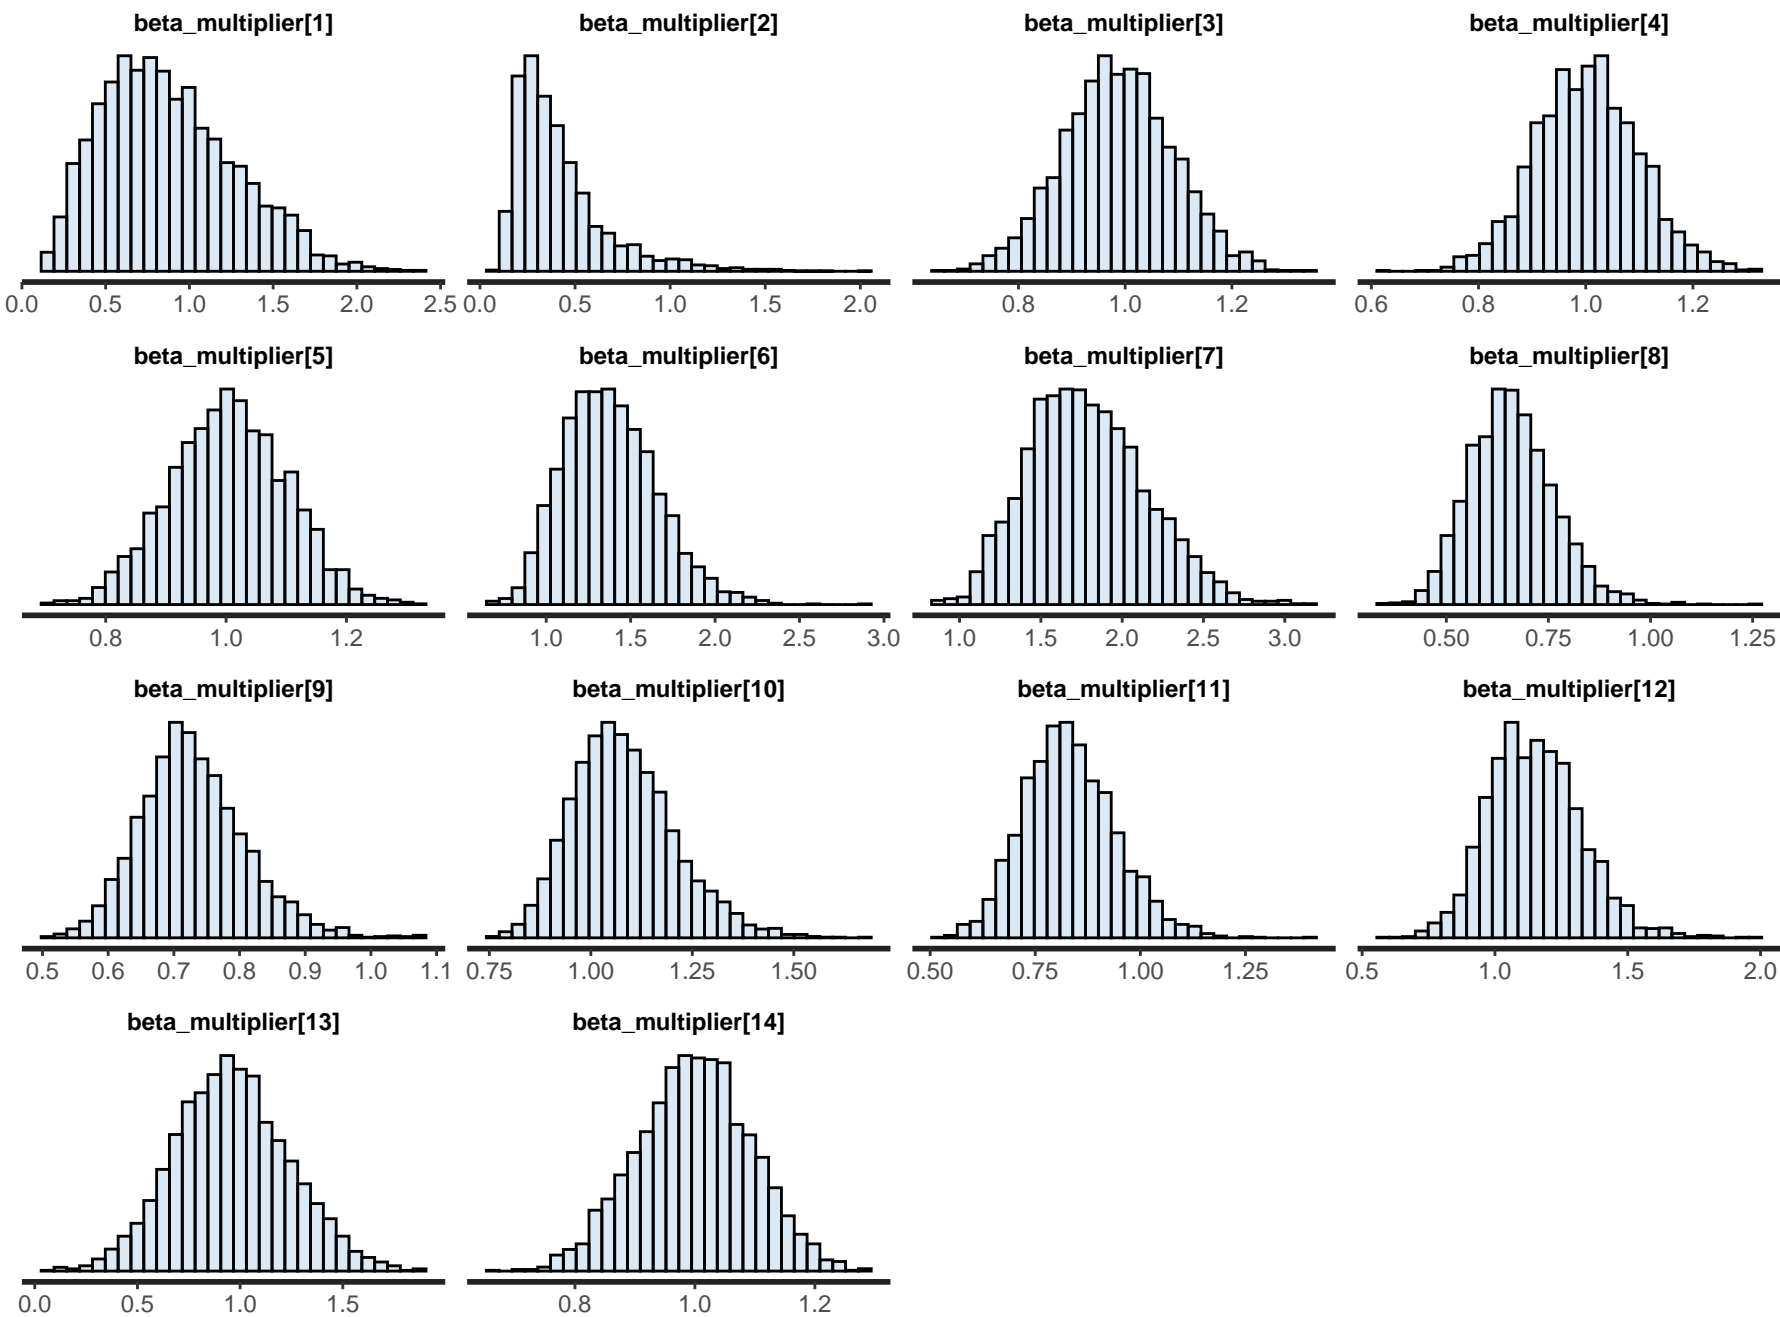 beta_multiplier[1] beta_multiplier[2] beta_multiplier[3] beta_multiplier[4]
0.0 0.5 1.0 1.5 2.0 2.5 0.0 0.5 1.0 1.5 2.0 0.8 1.0 1.2 0.6 0.8 1.0 1.2
beta_multiplier[5] beta_multiplier[6] beta_multiplier[7] beta_multiplier[8]
0.8 1.0 1.2 1.0 1.5 2.0 2.5 3.0 1.0 1.5 2.0 2.5 3.0 0.50 0.75 1.00 1.25
beta_multiplier[9] beta_multiplier[10] beta_multiplier[11] beta_multiplier[12]
0.5 0.6 0.7 0.8 0.9 1.0 1.1 0.75 1.00 1.25 1.50 0.50 0.75 1.00 1.25 0.5 1.0 1.5 2.0
beta_multiplier[13] beta_multiplier[14]
0.0 0.5 1.0 1.5 0.8 1.0 1.2